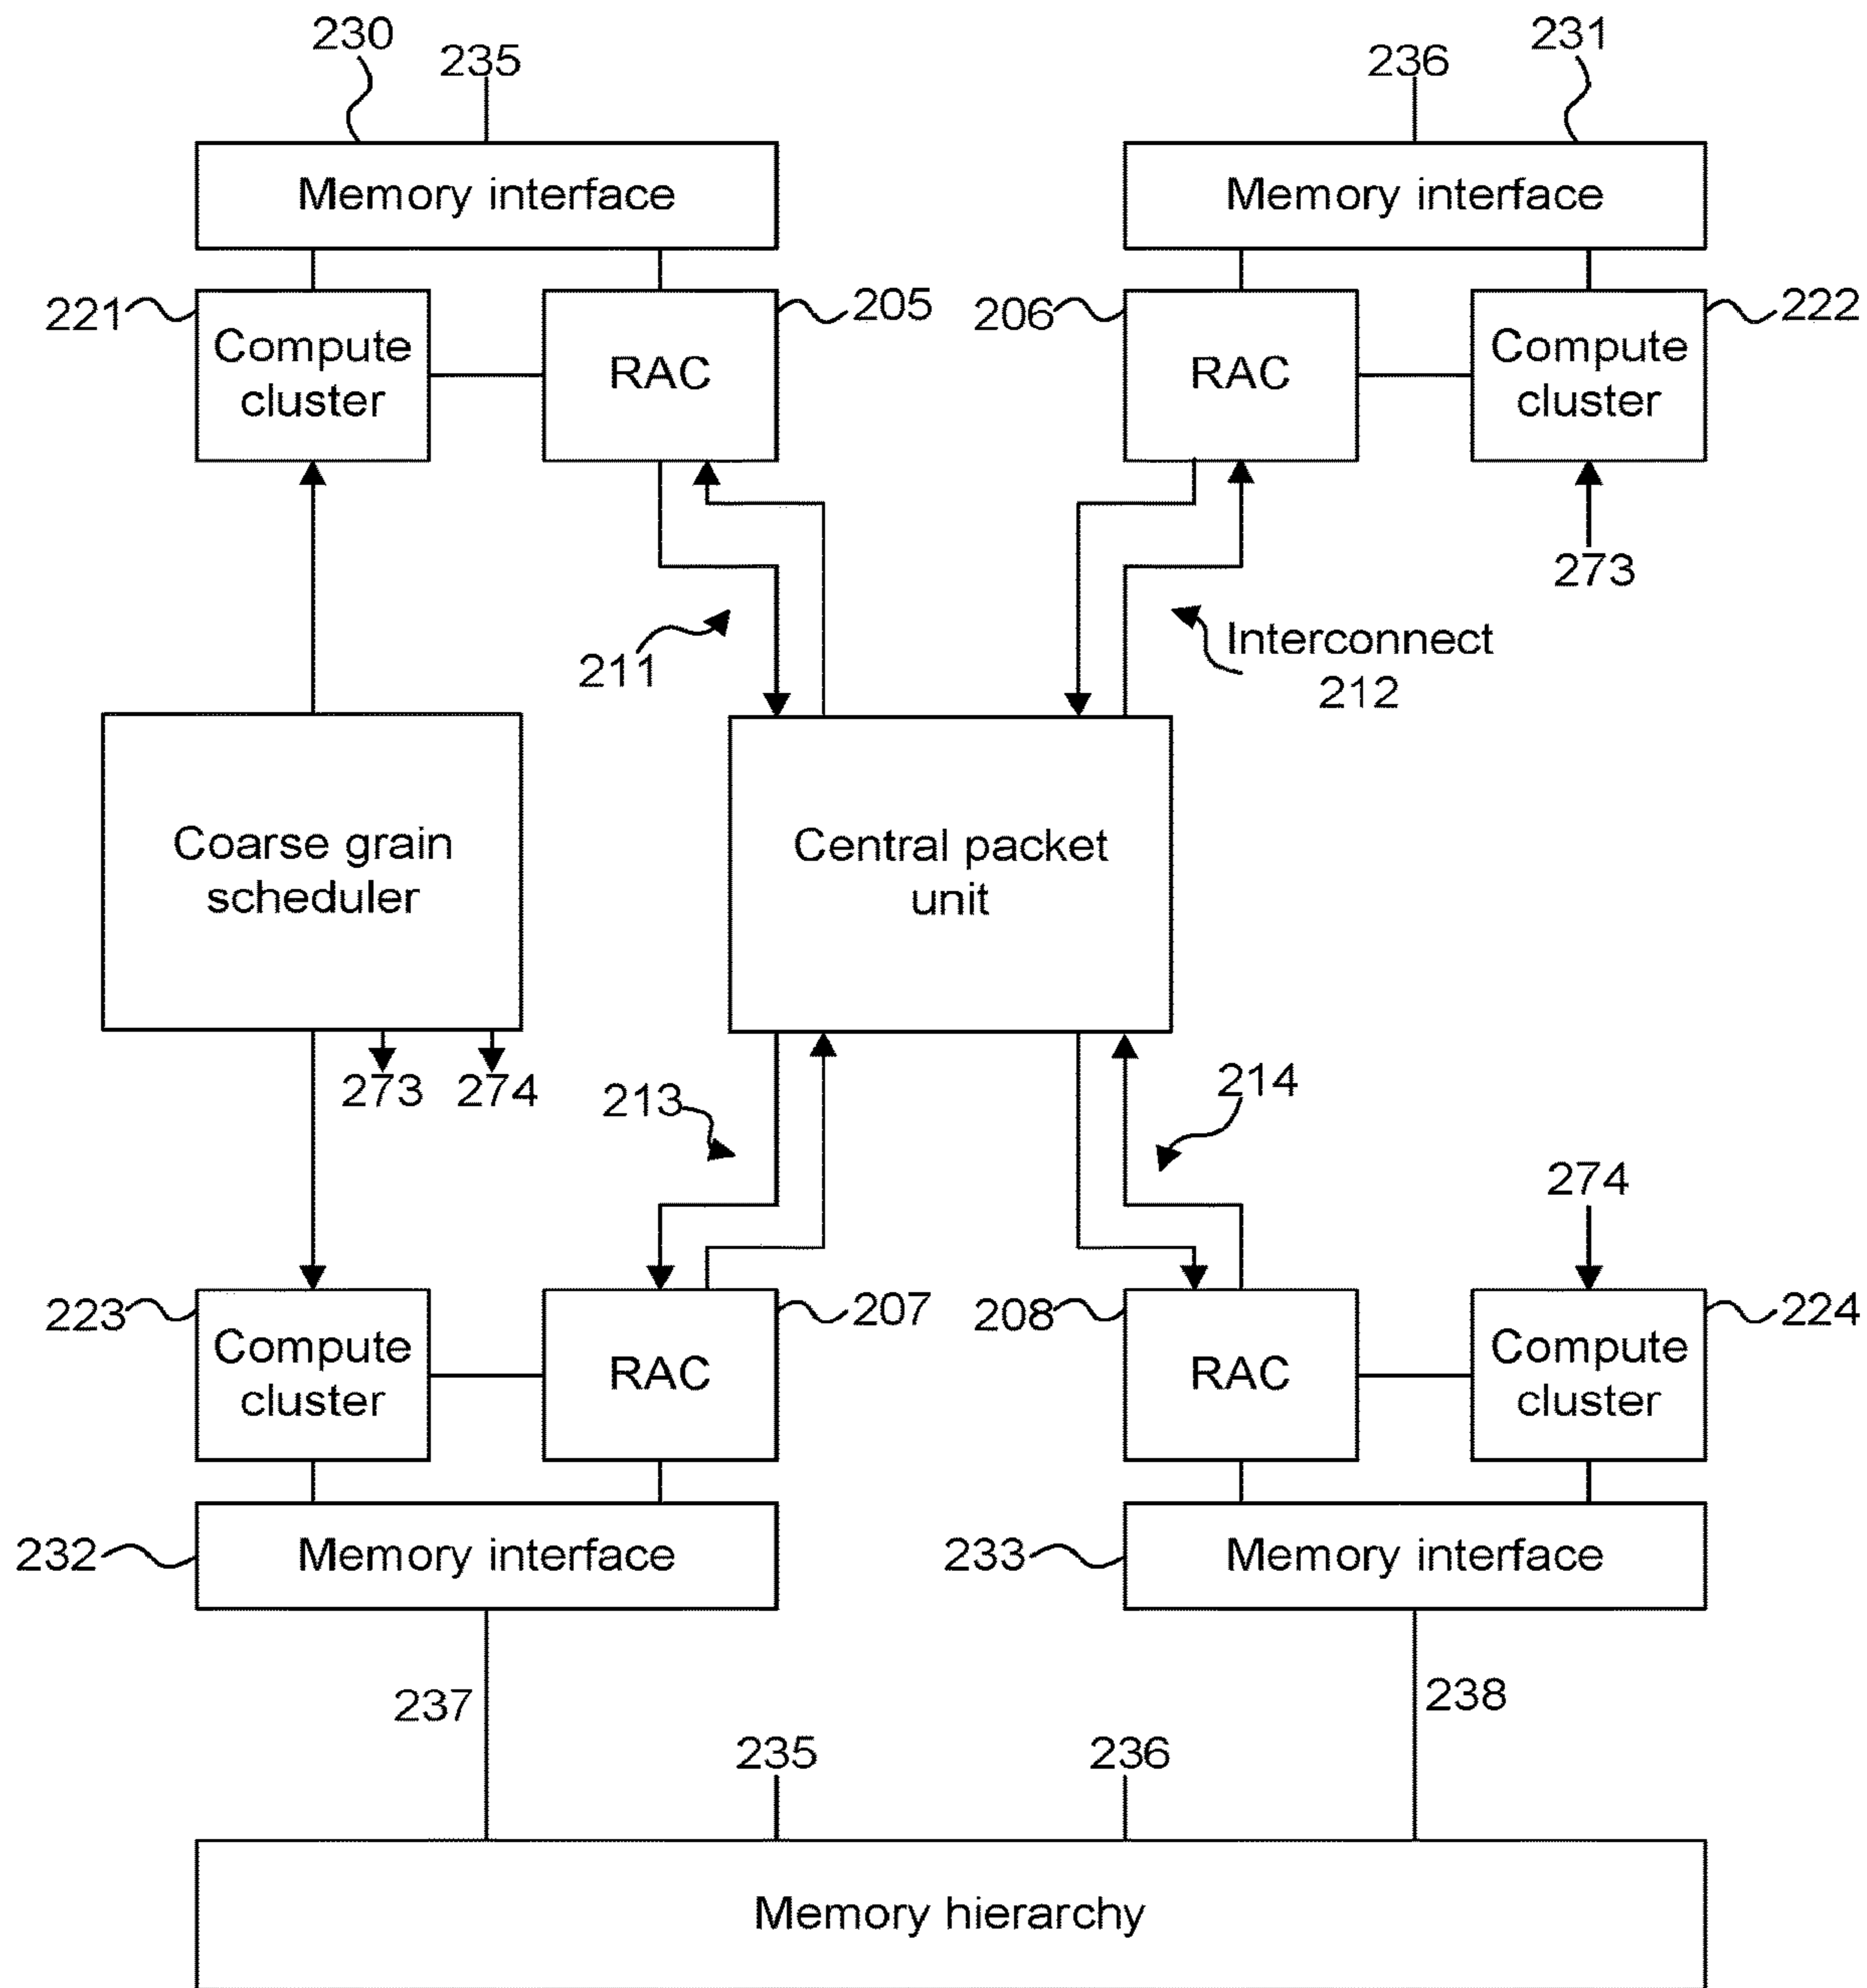 230
235
236
231
Memory interface
Memory interface
221
Compute
cluster
RAC
205
206
RAC
Compute
cluster
222
273
211
Interconnect
212
Coarse grain
scheduler
Central packet
unit
273
274
213
214
274
223
Compute
cluster
RAC
207
208
RAC
Compute
cluster
224
232
Memory interface
233
Memory interface
237
238
235
236
Memory hierarchy